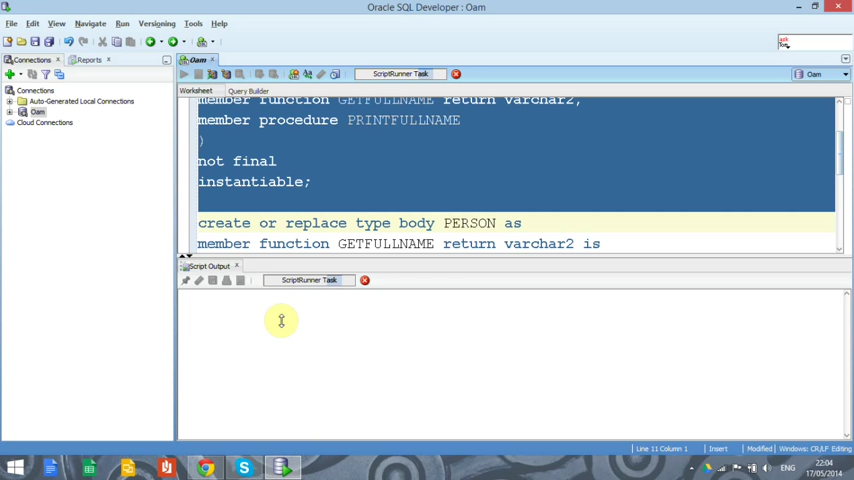 Oracle SQL Developer : Oam
File Edit View Navigate Run Versioning Tools Help
Connections
Reports
Oam
ScriptRunner Task
Oam
Worksheet Query Builder
Connections
Auto-Generated Local Connections
Oam
Cloud Connections
member function GETFULLNAME return varchar2,
member procedure PRINTFULLNAME
)
not final
instantiable;
create or replace type body PERSON as
member function GETFULLNAME return varchar2 is
Script Output
ScriptRunner Task
Line 11 Column 1 Insert Modified Windows: CR/LF Editing
ENG
22:04
17/05/2014